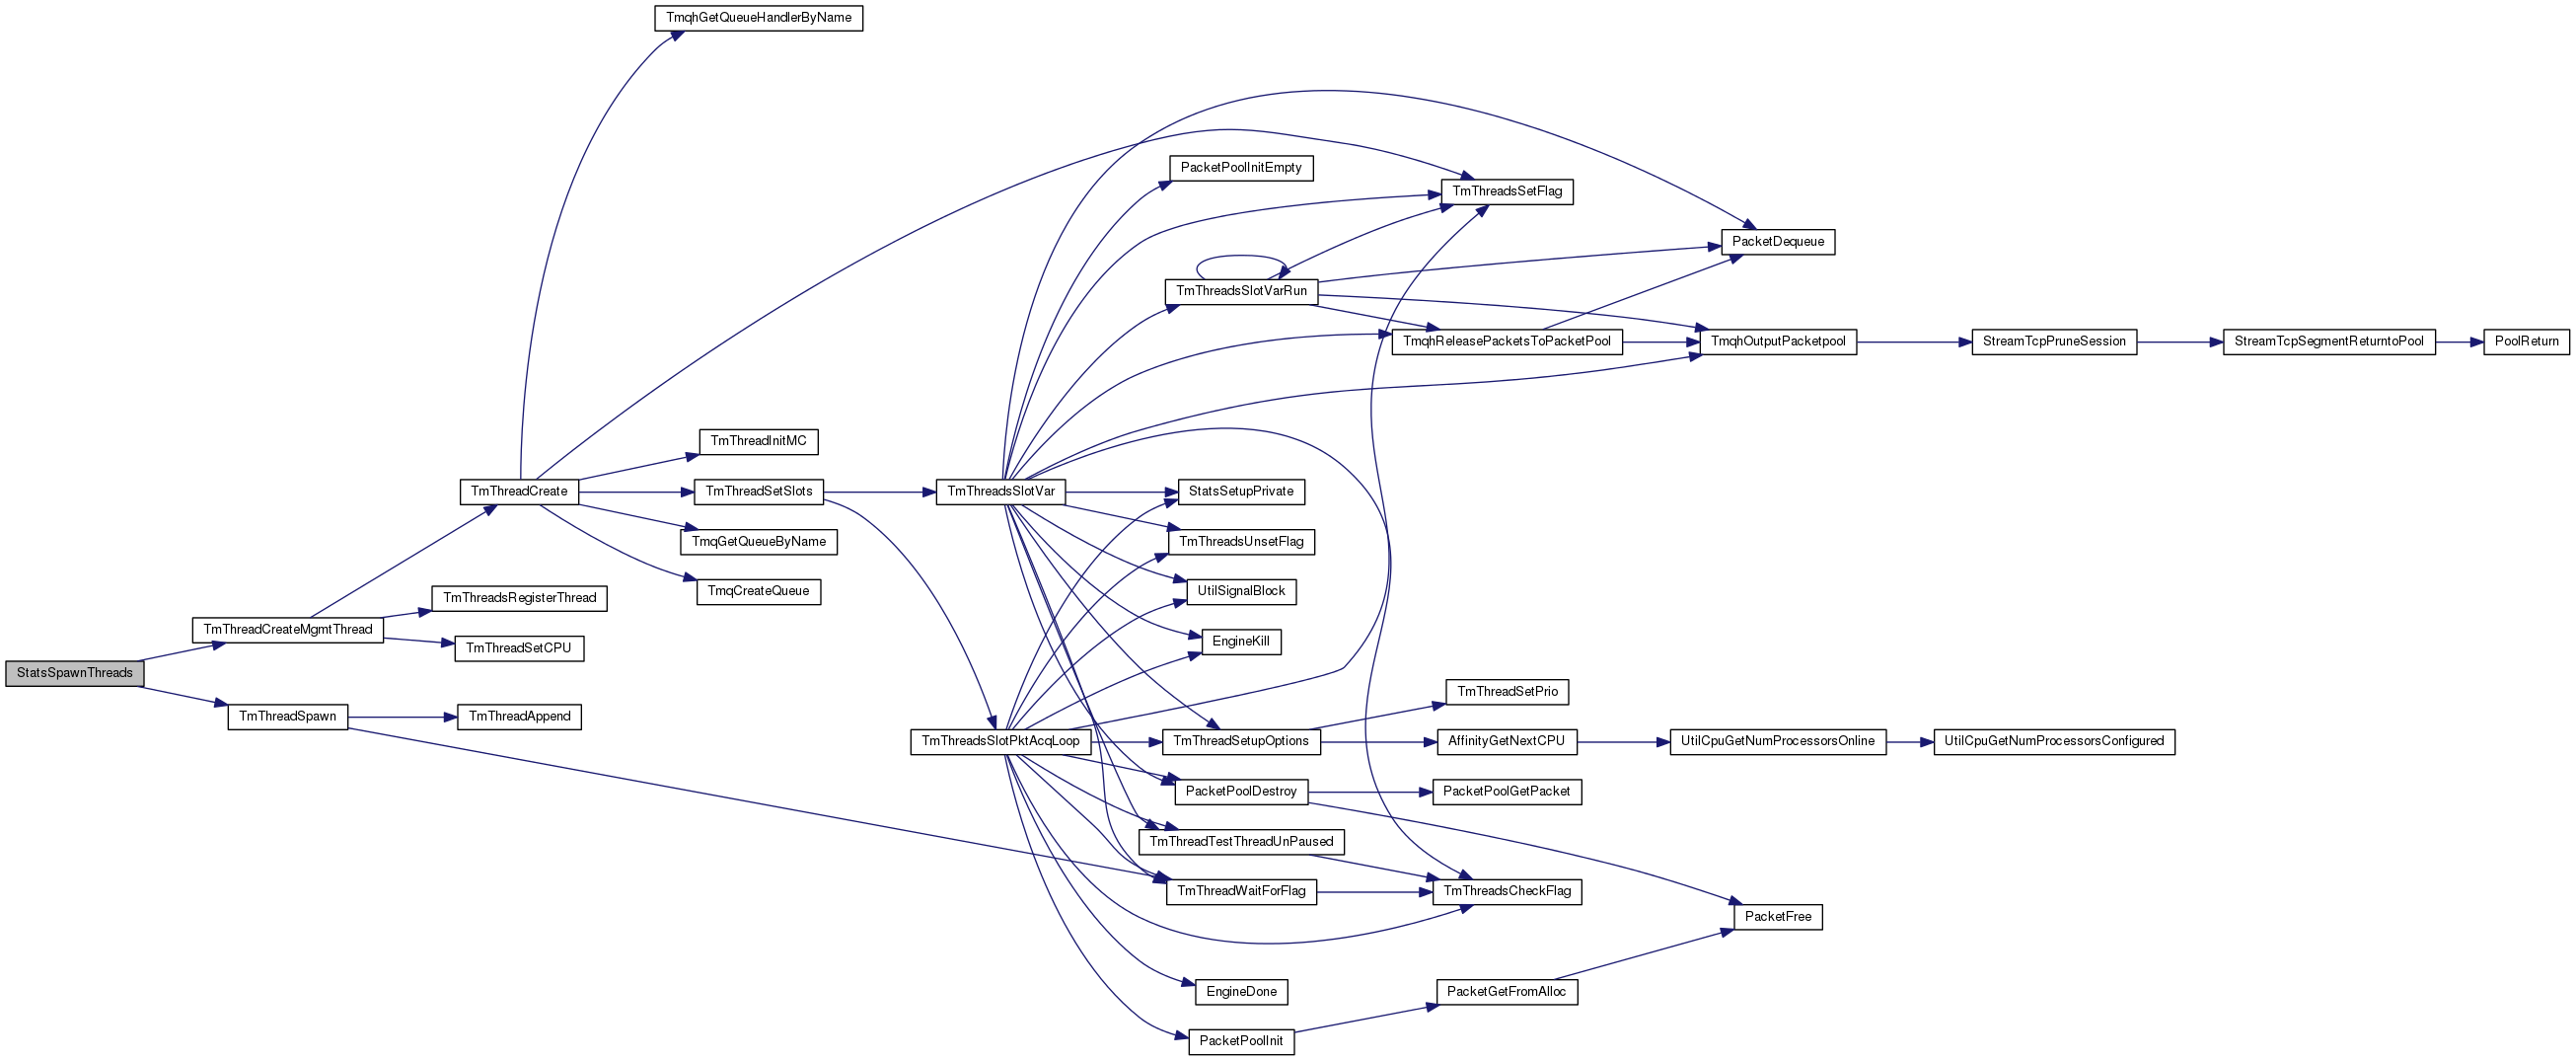 TmqhGetQueueHandlerByName
PacketPoolInitEmpty
TmThreadsSetFlag
PacketDequeue
TmThreadsSlotVarRun
TmqhReleasePacketsToPacketPool
TmqhOutputPacketpool
StreamTcpPruneSession
StreamTcpSegmentReturntoPool
PoolReturn
TmThreadInitMC
TmThreadCreate
TmThreadSetSlots
TmThreadsSlotVar
StatsSetupPrivate
TmqGetQueueByName
TmThreadsUnsetFlag
TmqCreateQueue
UtilSignalBlock
TmThreadsRegisterThread
TmThreadCreateMgmtThread
EngineKill
TmThreadSetCPU
StatsSpawnThreads
TmThreadSetPrio
TmThreadSpawn
TmThreadAppend
TmThreadsSlotPktAcqLoop
TmThreadSetupOptions
AffinityGetNextCPU
UtilCpuGetNumProcessorsOnline
UtilCpuGetNumProcessorsConfigured
PacketPoolDestroy
PacketPoolGetPacket
TmThreadTestThreadUnPaused
TmThreadWaitForFlag
TmThreadsCheckFlag
PacketFree
EngineDone
PacketGetFromAlloc
PacketPoolInit